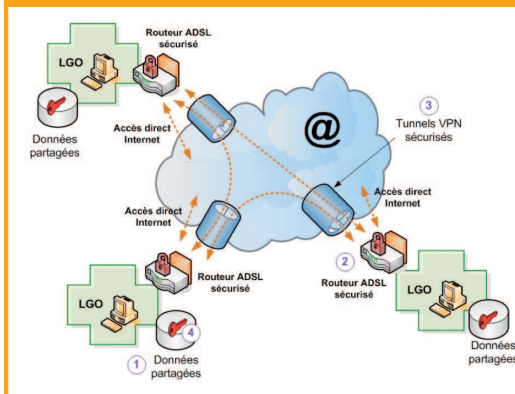 Routeur ADSL
sécurisé
LGO
Données
partagées
Accès direct
Internet
@
3
Tunnels VPN
sécurisés
Accès direct
Internet
Accès direct
Internet
2
Routeur ADSL
sécurisé
Routeur ADSL
sécurisé
LGO
LGO
4
1
Données
partagées
Données
partagées